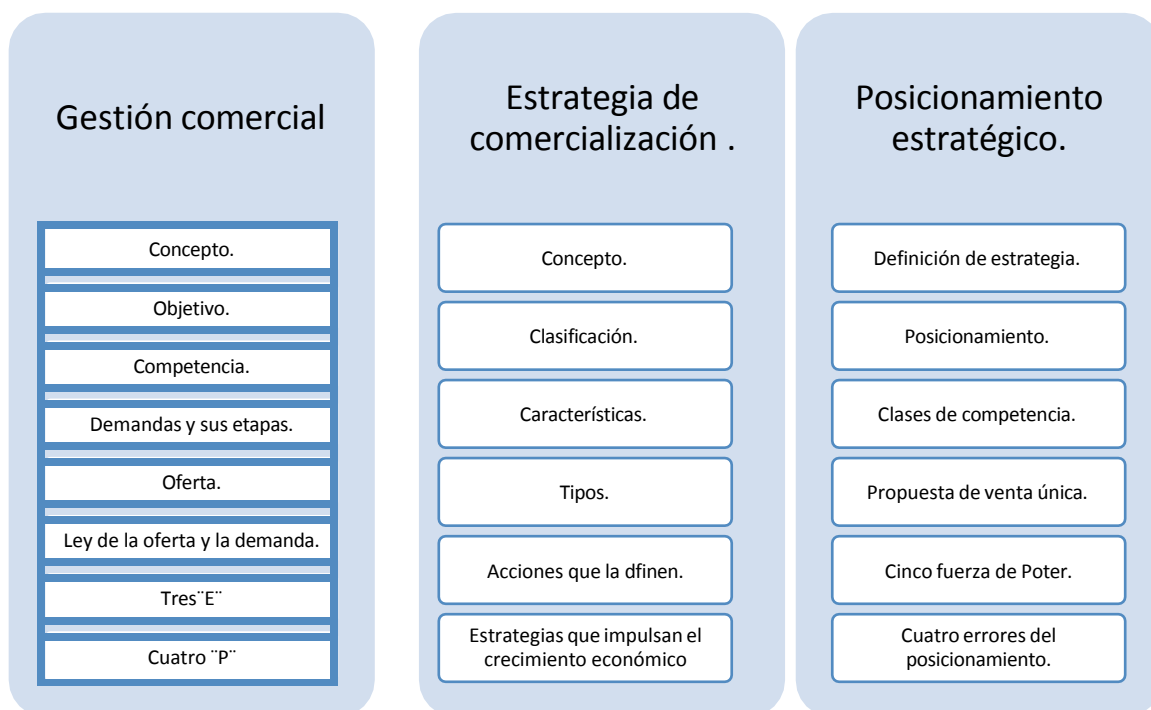 Gestión comercial
Concepto.
Objetivo.
Competencia.
Demandas y sus etapas.
Oferta.
Ley de la oferta y la demanda.
Tres¨E¨
Cuatro ¨P¨
Estrategia de
comercialización .
Concepto.
Clasificación.
Características.
Tipos.
Acciones que la dfinen.
Estrategias que impulsan el
crecimiento económico
Posicionamiento
estratégico.
Definición de estrategia.
Posicionamiento.
Clases de competencia.
Propuesta de venta única.
Cinco fuerza de Poter.
Cuatro errores del
posicionamiento.